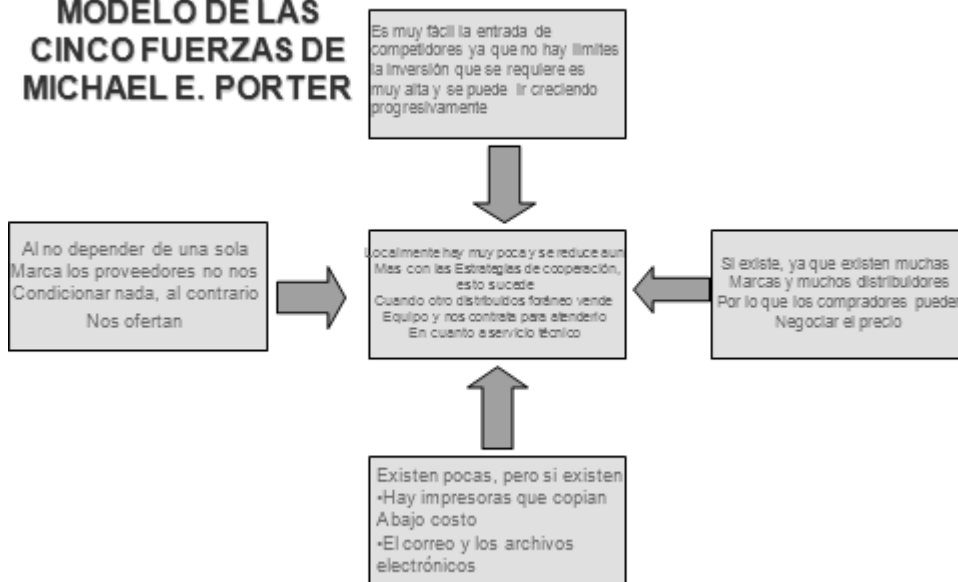 MODELO DE LAS
CINCO FUERZAS DE
MICHAEL E. PORTER
Es muy fácil la entrada de
competidores ya que no hay límites
la inversión que se requiere es
muy alta y se puede ir creciendo
progresivamente
Al no depender de una sola
Marca los proveedores no nos
Condicionar nada, al contrario
Nos ofertan
Localmente hay muy poca y se reduce aun
Mas con las Estrategias de cooperación,
esto sucede
Cuando otro distribuidos foráneo vende
Equipo y nos contrata para atenderlo
En cuanto a servicio técnico
Si existe, ya que existen muchas
Marcas y muchos distribuidores
Por lo que los compradores pueden
Negociar el precio
Existen pocas, pero si existen
•Hay impresoras que copian
A bajo costo
•El correo y los archivos
electrónicos